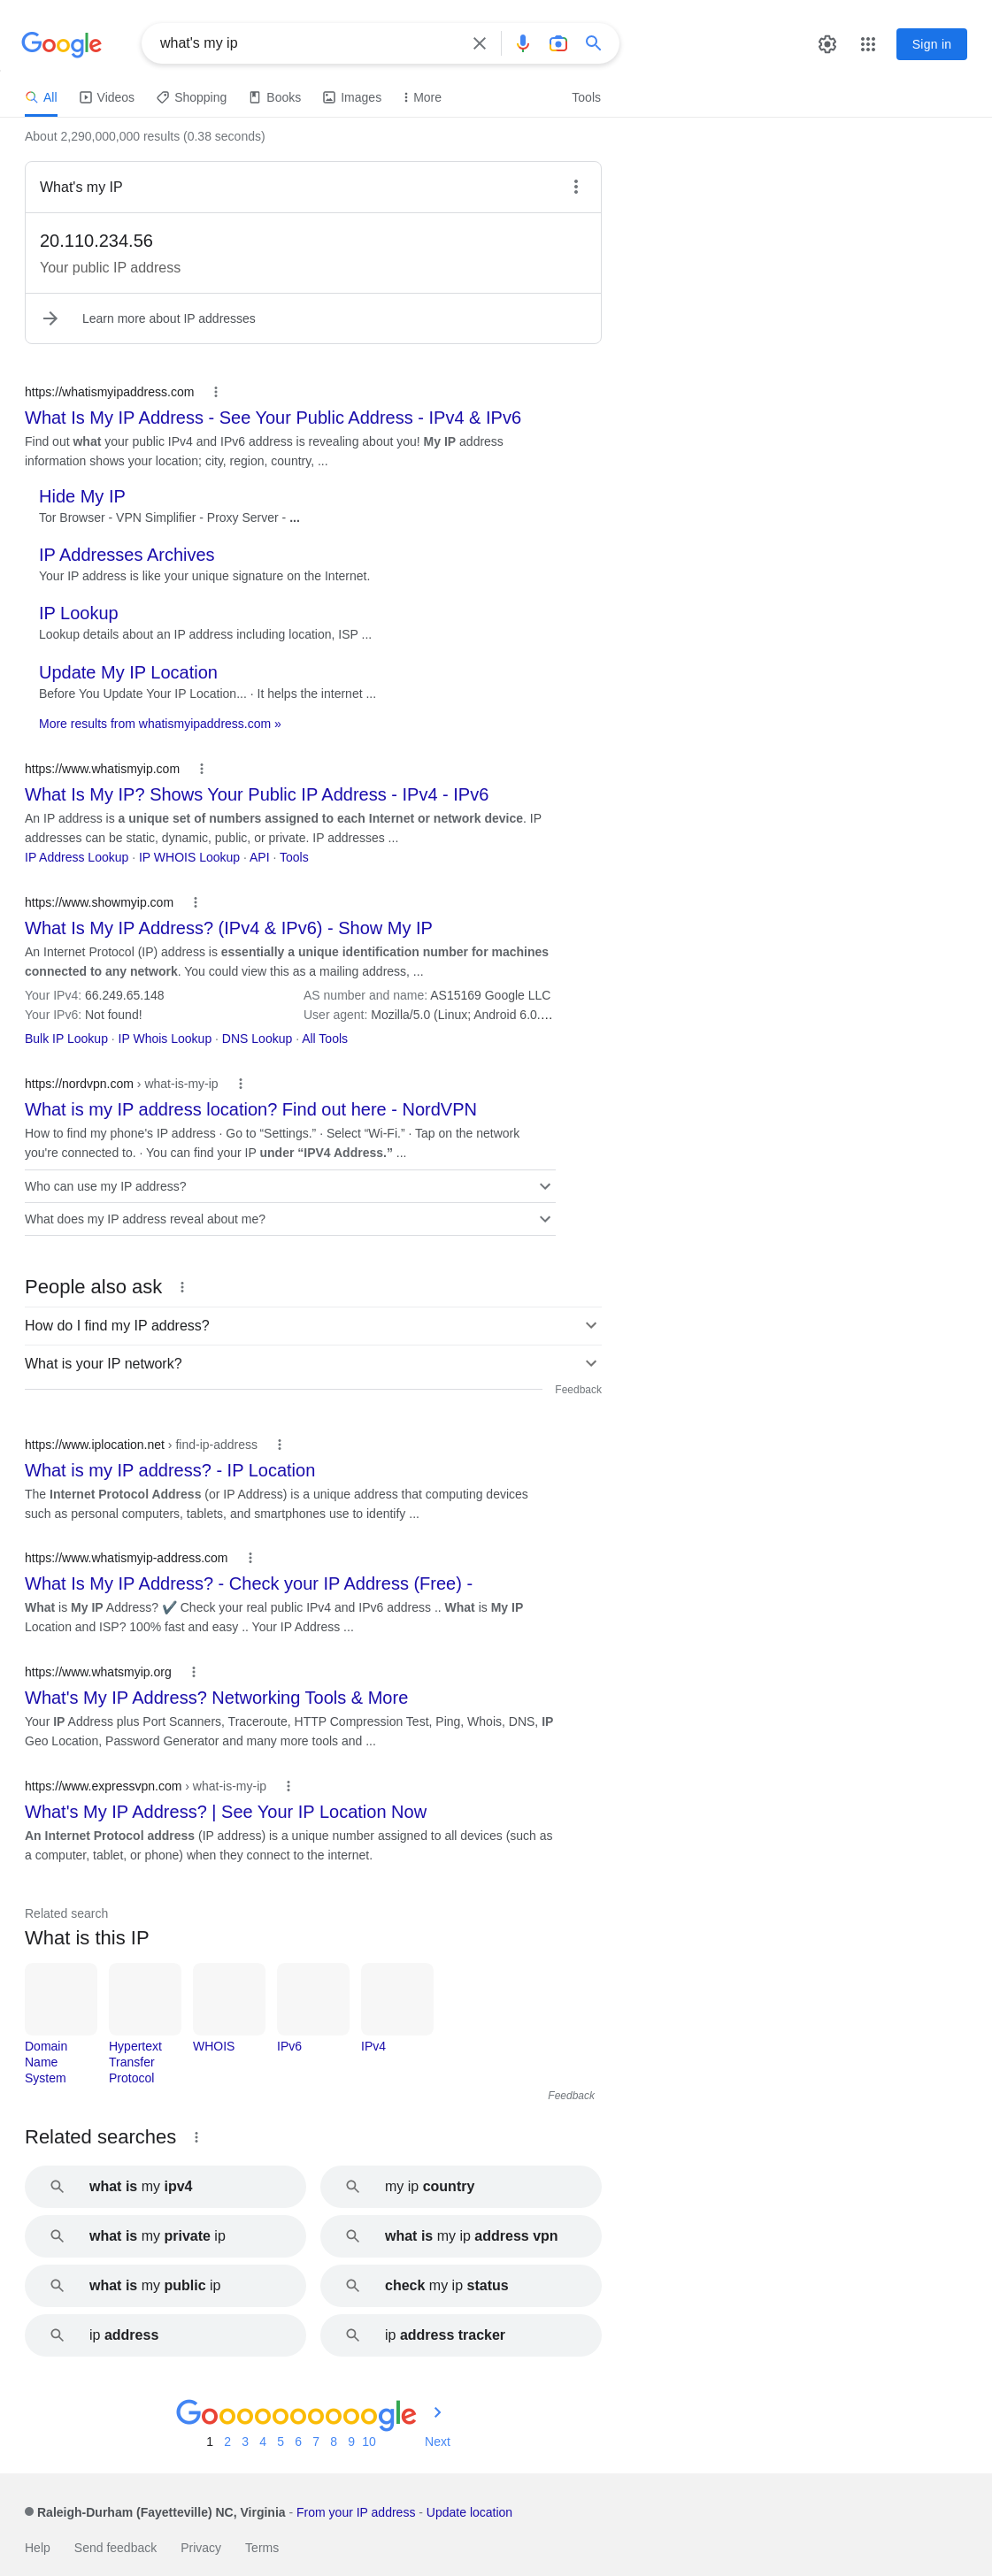 Google
what's my ip
Sign in
All
Videos
Shopping
Books
Images
More
Tools
About 2,290,000,000 results (0.38 seconds)
What's my IP
20.110.234.56
Your public IP address
Learn more about IP addresses
https://whatismyipaddress.com
What Is My IP Address - See Your Public Address - IPv4 & IPv6
Find out what your public IPv4 and IPv6 address is revealing about you! My IP address
information shows your location; city, region, country, ...
Hide My IP
Tor Browser - VPN Simplifier - Proxy Server - ...
IP Addresses Archives
Your IP address is like your unique signature on the Internet.
IP Lookup
Lookup details about an IP address including location, ISP ...
Update My IP Location
Before You Update Your IP Location... · It helps the internet ...
More results from whatismyipaddress.com »
https://www.whatismyip.com
What Is My IP? Shows Your Public IP Address - IPv4 - IPv6
An IP address is a unique set of numbers assigned to each Internet or network device. IP
addresses can be static, dynamic, public, or private. IP addresses ...
IP Address Lookup · IP WHOIS Lookup · API · Tools
https://www.showmyip.com
What Is My IP Address? (IPv4 & IPv6) - Show My IP
An Internet Protocol (IP) address is essentially a unique identification number for machines
connected to any network. You could view this as a mailing address, ...
Your IPv4: 66.249.65.148
AS number and name: AS15169 Google LLC
Your IPv6: Not found!
User agent: Mozilla/5.0 (Linux; Android 6.0....
Bulk IP Lookup · IP Whois Lookup · DNS Lookup · All Tools
https://nordvpn.com › what-is-my-ip
What is my IP address location? Find out here - NordVPN
How to find my phone's IP address · Go to “Settings.” · Select “Wi-Fi.” · Tap on the network
you're connected to. · You can find your IP under “IPV4 Address.” ...
Who can use my IP address?
What does my IP address reveal about me?
People also ask
How do I find my IP address?
What is your IP network?
Feedback
https://www.iplocation.net › find-ip-address
What is my IP address? - IP Location
The Internet Protocol Address (or IP Address) is a unique address that computing devices
such as personal computers, tablets, and smartphones use to identify ...
https://www.whatismyip-address.com
What Is My IP Address? - Check your IP Address (Free) -
What is My IP Address? ✔️ Check your real public IPv4 and IPv6 address .. What is My IP
Location and ISP? 100% fast and easy .. Your IP Address ...
https://www.whatsmyip.org
What's My IP Address? Networking Tools & More
Your IP Address plus Port Scanners, Traceroute, HTTP Compression Test, Ping, Whois, DNS, IP
Geo Location, Password Generator and many more tools and ...
https://www.expressvpn.com › what-is-my-ip
What's My IP Address? | See Your IP Location Now
An Internet Protocol address (IP address) is a unique number assigned to all devices (such as
a computer, tablet, or phone) when they connect to the internet.
Related search
What is this IP
Domain
Name
System
Hypertext
Transfer
Protocol
WHOIS
IPv6
IPv4
Feedback
Related searches
what is my ipv4
my ip country
what is my private ip
what is my ip address vpn
what is my public ip
check my ip status
ip address
ip address tracker
Goooooooooogle
1 2 3 4 5 6 7 8 9 10 Next
Raleigh-Durham (Fayetteville) NC, Virginia - From your IP address - Update location
Help Send feedback Privacy Terms